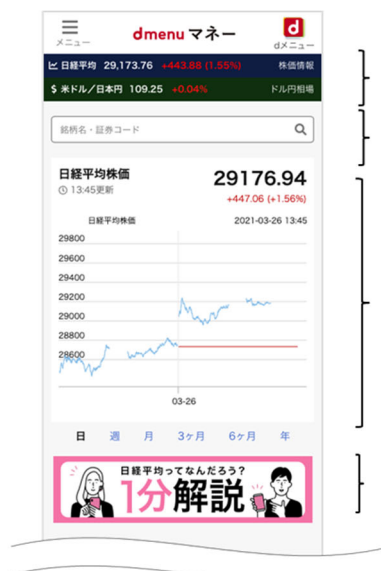 メニュー
dmenu マネー
d
dメニュー
日経平均 29,173.76 +443.88 (1.55%) 株価情報
$ 米ドル／日本円 109.25 +0.04% ドル円相場
銘柄名・証券コード
日経平均株価 29176.94
13:45更新 +447.06 (+1.56%)
日経平均株価 2021-03-26 13:45
29800
29600
29400
29200
29000
28800
28600
03-26
日 週 月 3ヶ月 6ヶ月 年
日経平均ってなんだろう？
1分解説